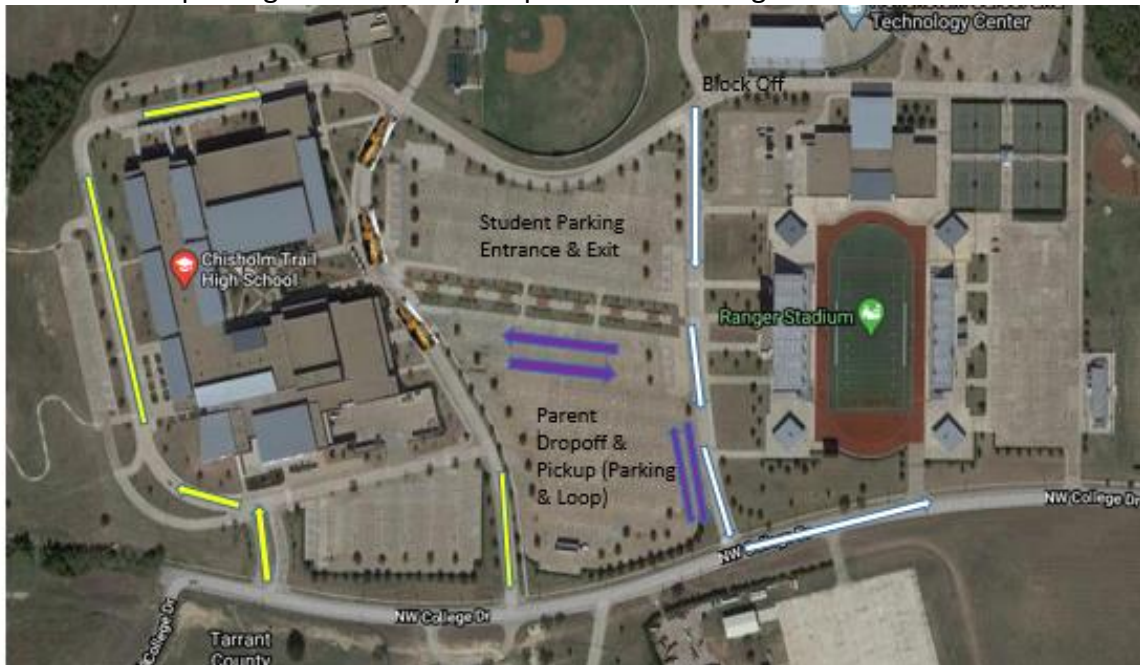 Technology Center
Block Off
Student Parking
Entrance & Exit
Chisholm Trail
High School
Ranger Stadium
Parent
Dropoff &
Pickup (Parking
& Loop)
NW College Dr
NW College Dr
NW College Dr
College Dr
Tarrant
County